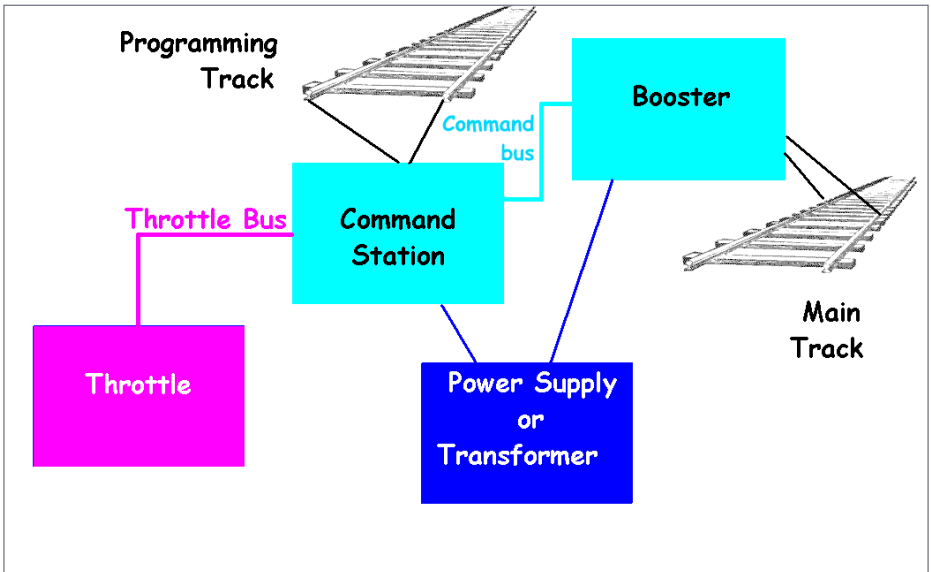 Programming
Track
Booster
Command
bus
Throttle Bus
Command
Station
Main
Track
Throttle
Power Supply
or
Transformer